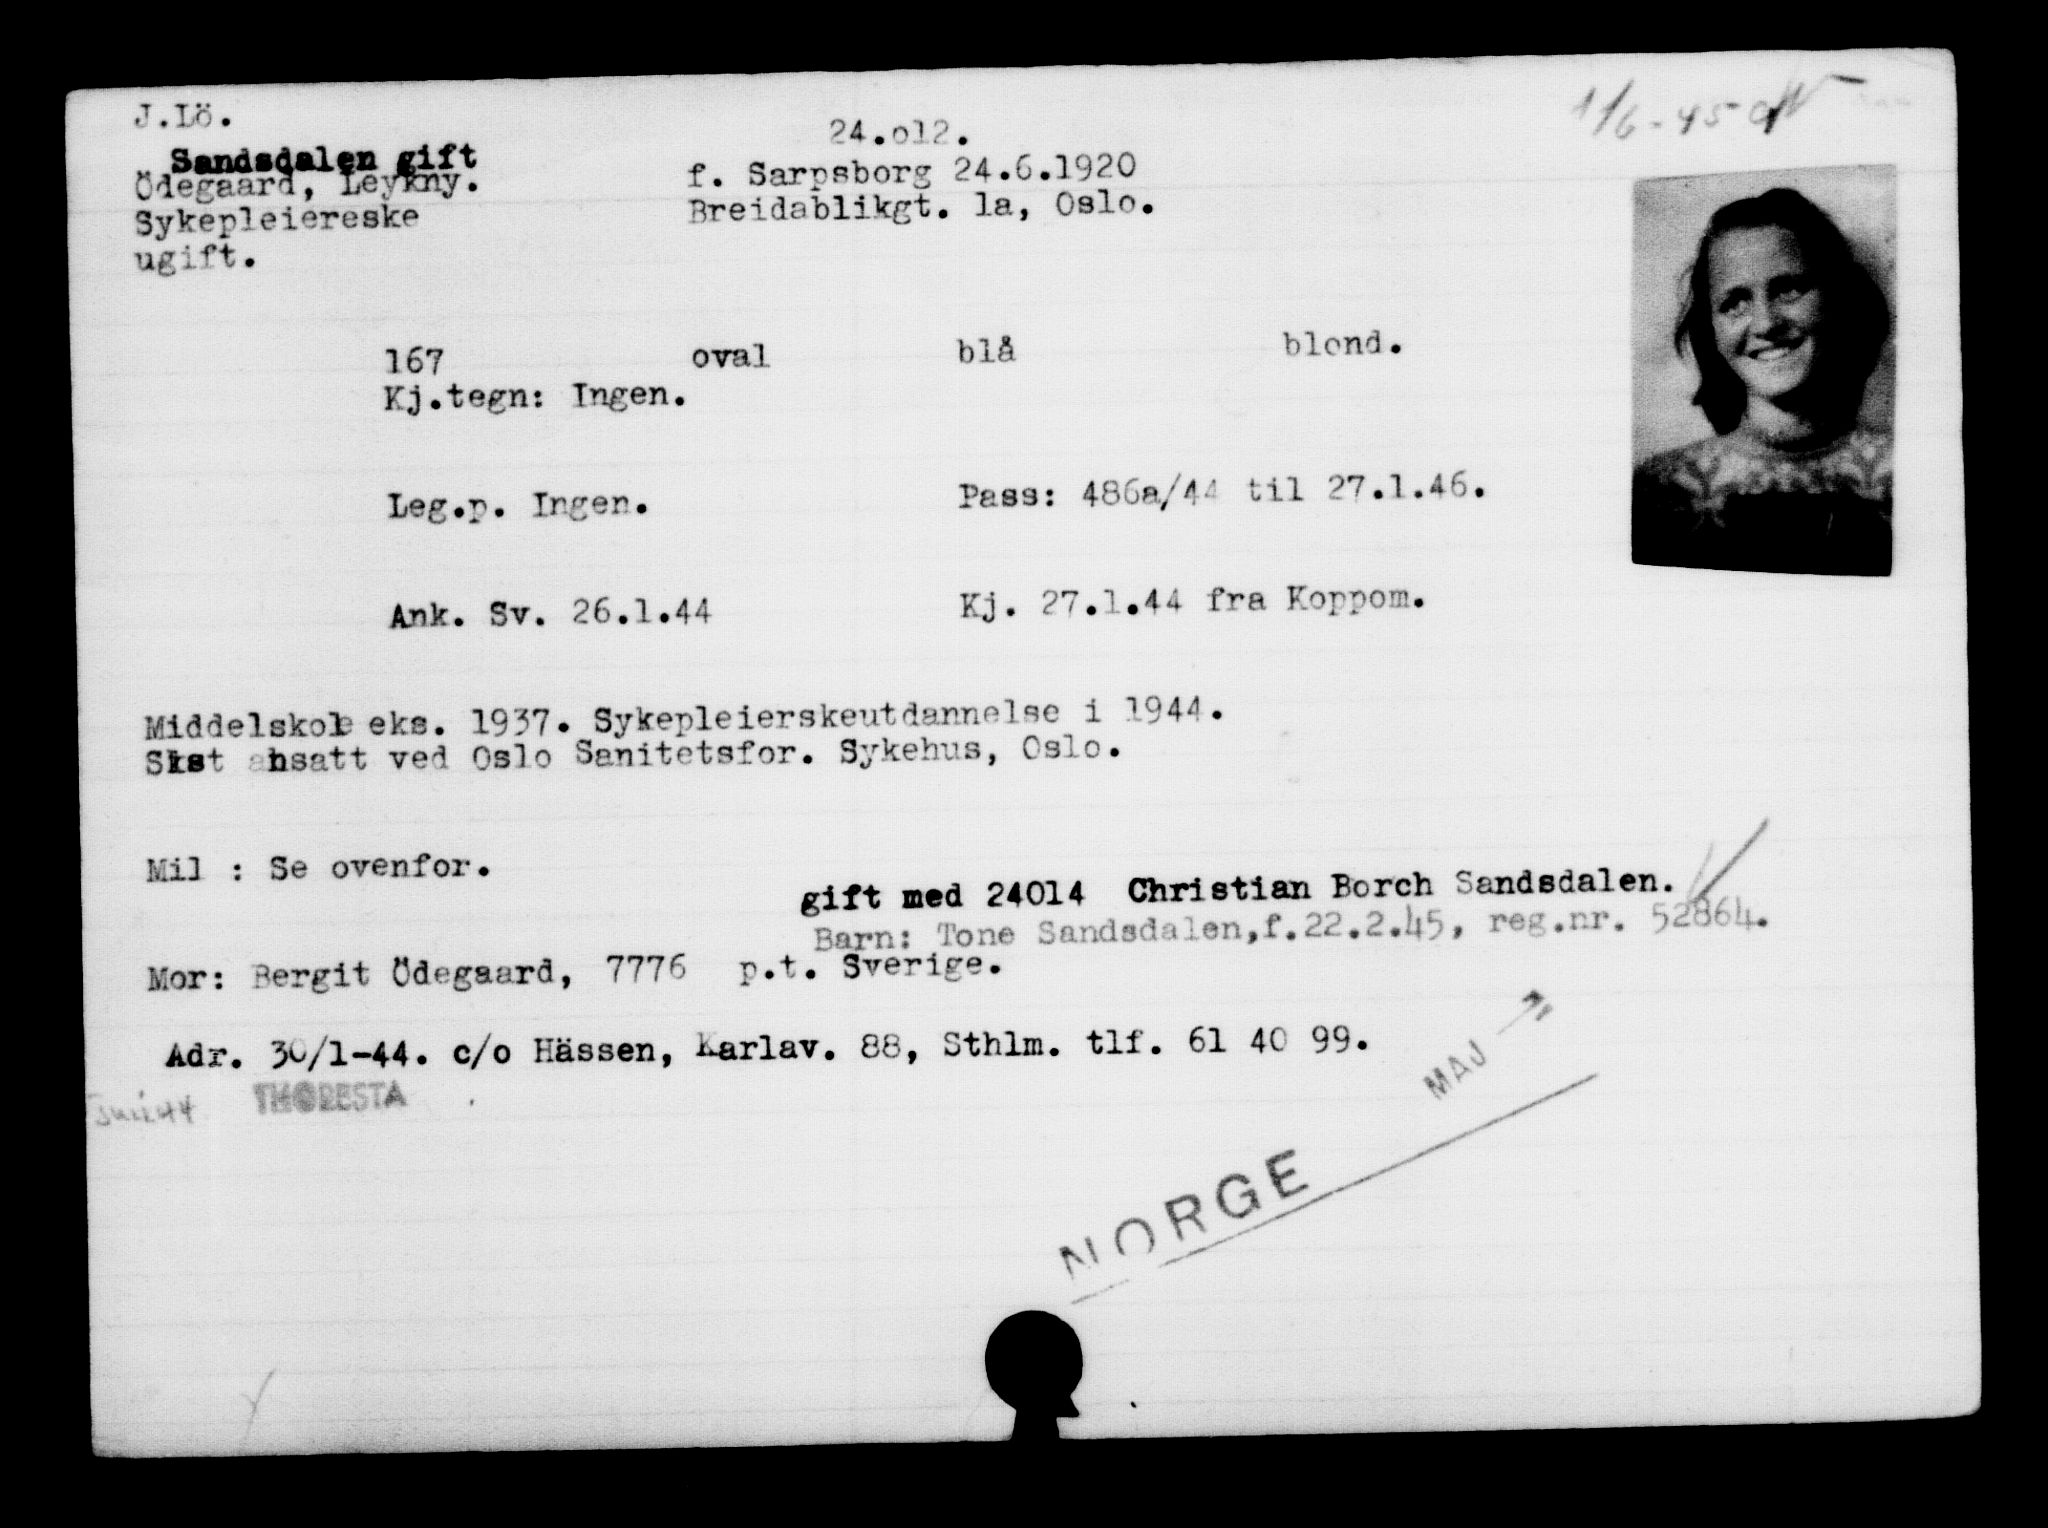 J.Lö.
24.o12.
1/6-45
Sandsdalen gift
Ödegaard, Leykny.
f. Sarpsborg 24.6.1920
Sykepleiereske
Breidablikgt. 1a, Oslo.
ugift.
167 oval blå blond.
Kj.tegn: Ingen.
Leg.p. Ingen.
Pass: 486a/44 til 27.1.46.
Ank. Sv. 26.1.44
Kj. 27.1.44 fra Koppom.
Middelskole eks. 1937. Sykepleierskeutdannelse i 1944.
Sist ansatt ved Oslo Sanitetsfor. Sykehus, Oslo.
Mil : Se ovenfor.
gift med 24014 Christian Borch Sandsdalen.
Barn: Tone Sandsdalen,f.22.2.45, reg.nr. 52864.
Mor: Bergit Ödegaard, 7776 p.t. Sverige.
Adr. 30/1-44. c/o Hässen, Karlav. 88, Sthlm. tlf. 61 40 99.
Juni 44 THORESTA
MAJ
NORGE